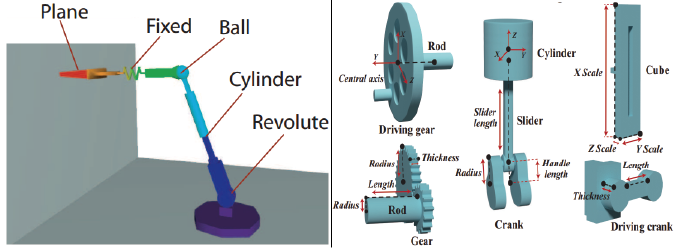 Plane
Fixed
Ball
Cylinder
Revolute
X
Y
Z
Rod
Central axis
Driving gear
Radius
Thickness
Length
Radius
Rod
Gear
Z
X
Y
Cylinder
Slider
length
Slider
Radius
Handle
length
Crank
X Scale
Cube
Z Scale
Y Scale
Length
Thickness
Driving crank